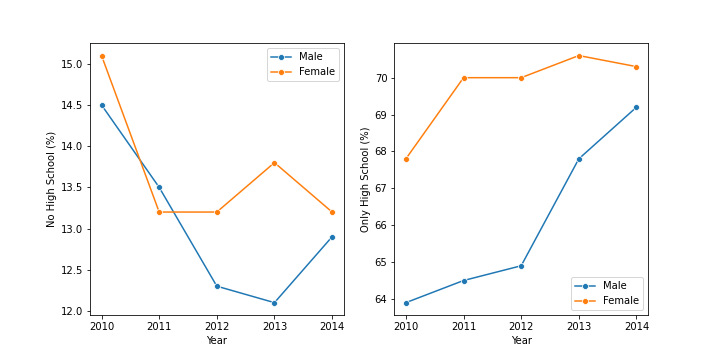 No High School (%)
15.0
14.5
14.0
13.5
13.0
12.5
12.0
2010 2011 2012 2013 2014
Year
Male
Female
Only High School (%)
70
69
68
67
66
65
64
2010 2011 2012 2013 2014
Year
Male
Female